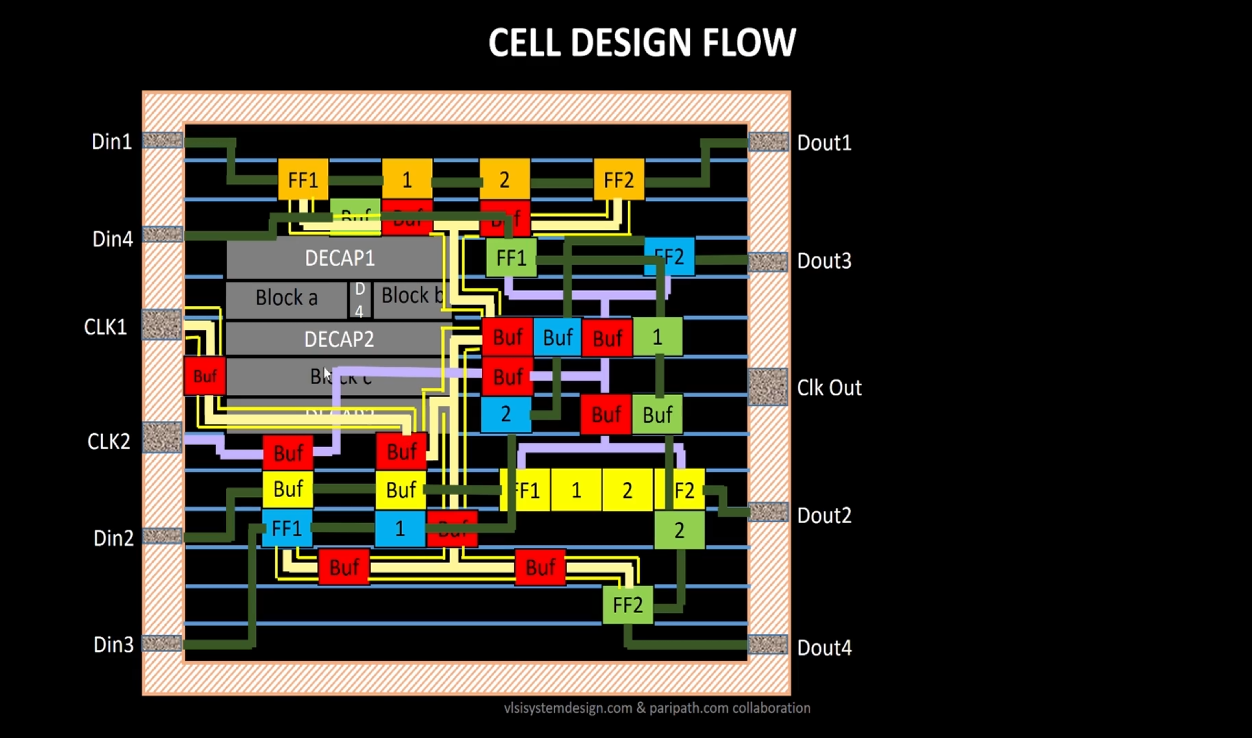 CELL DESIGN FLOW
Din1
Dout1
FF1
1
2
FF2
Buf
Buf
Buf
Din4
DECAP1
FF1
FF2
Dout3
Block a
D
4
Block b
CLK1
DECAP2
Buf
Buf
Buf
1
Buf
Block c
Buf
Clk Out
2
Buf
Buf
CLK2
Buf
Buf
Buf
Buf
FF1
1
2
F2
Dout2
Din2
FF1
1
Buf
2
Buf
Buf
FF2
Din3
Dout4
vlsisystemdesign.com & paripath.com collaboration